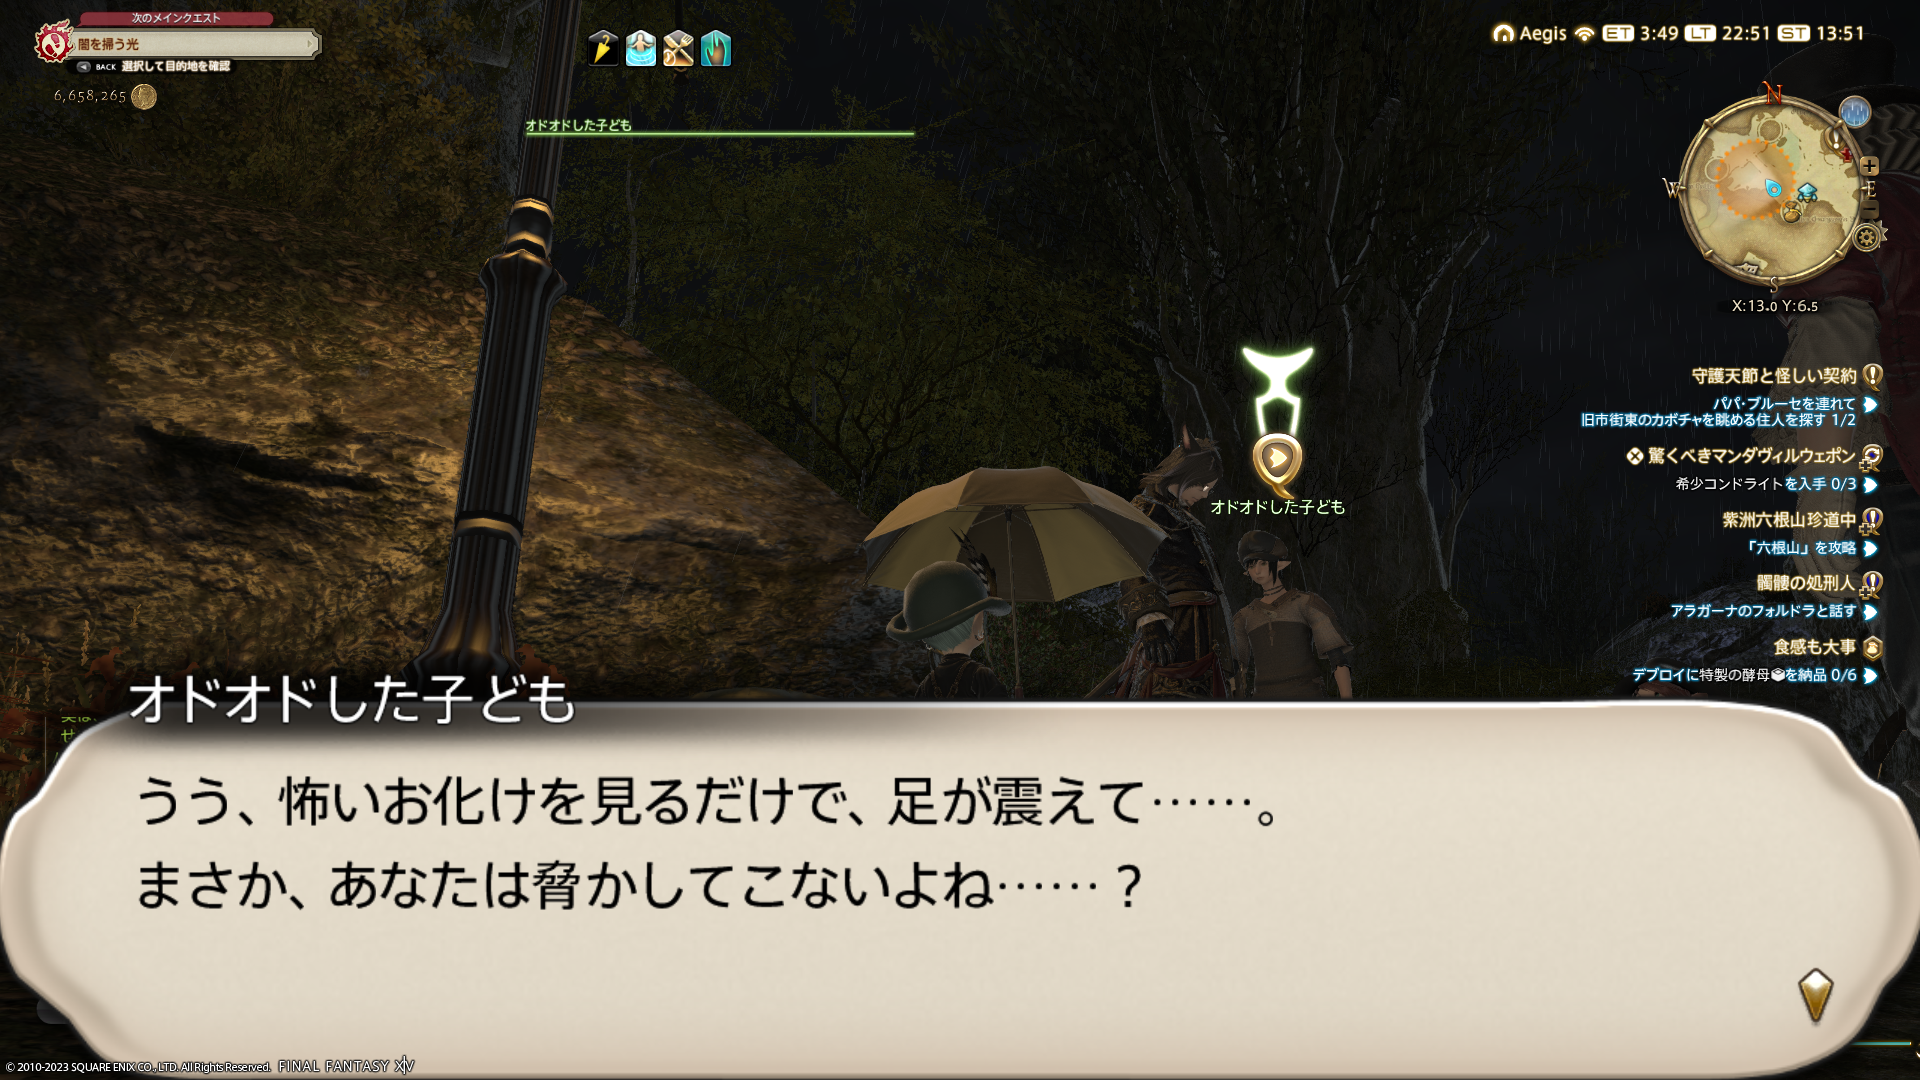 次のメインクエスト
闇を掃う光
BACK 選択して目的地を確認
6,658,265
オドオドした子ども
Aegis ET 3:49 LT 22:51 ST 13:51
N
W
E
S
X:13.0 Y:6.5
守護天節と怪しい契約
パパ・ブルーセを連れて
旧市街東のカボチャを眺める住人を探す 1/2
驚くべきマンダヴィルウェポン
希少コンドライトを入手 0/3
紫洲六根山珍道中
『六根山』を攻略
髑髏の処刑人
アラガーナのフォルドラと話す
食感も大事
デブロイに特製の酵母を納品 0/6
オドオドした子ども
オドオドした子ども
うう、怖いお化けを見るだけで、足が震えて……。
まさか、あなたは脅かしてこないよね……？
© 2010-2023 SQUARE ENIX CO., LTD. All Rights Reserved. FINAL FANTASY XIV